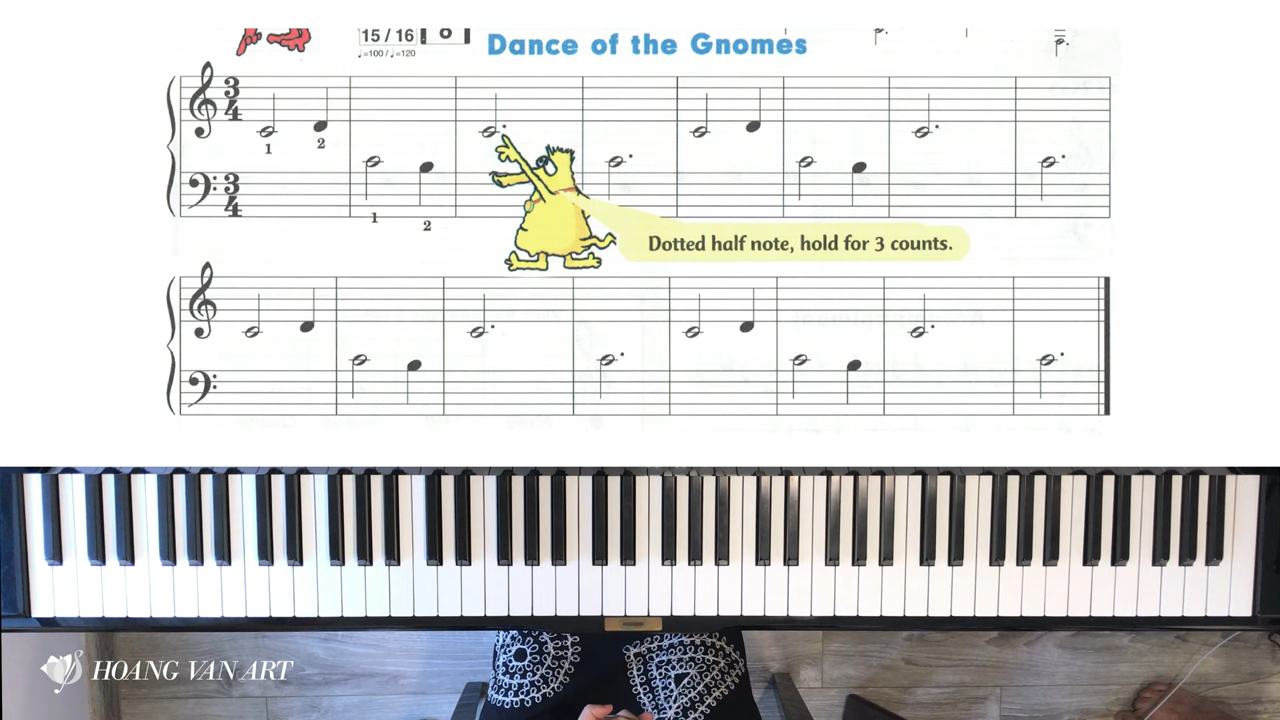 15 / 16
8
♩=100 / ♩=120
Dance of the Gnomes
3
4
1
2
3
4
1
2
Dotted half note, hold for 3 counts.
HOANG VAN ART